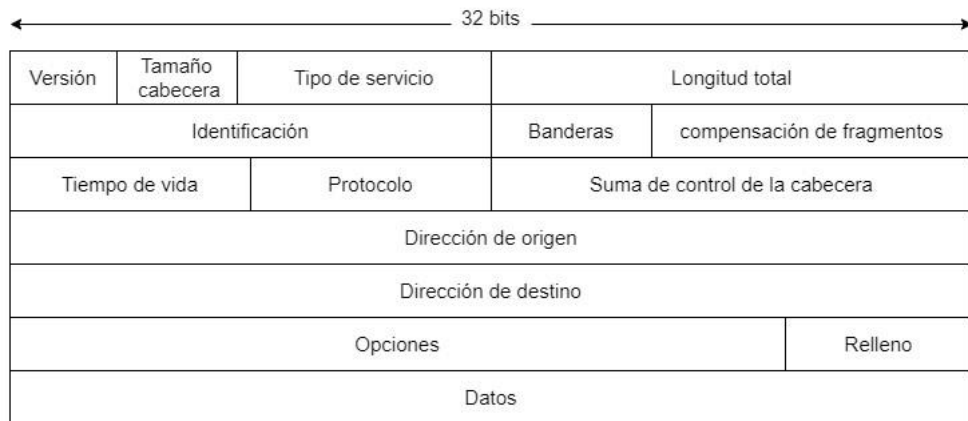 32 bits
Versión
Tamaño
cabecera
Tipo de servicio
Longitud total
Identificación
Banderas
compensación de fragmentos
Tiempo de vida
Protocolo
Suma de control de la cabecera
Dirección de origen
Dirección de destino
Opciones
Relleno
Datos